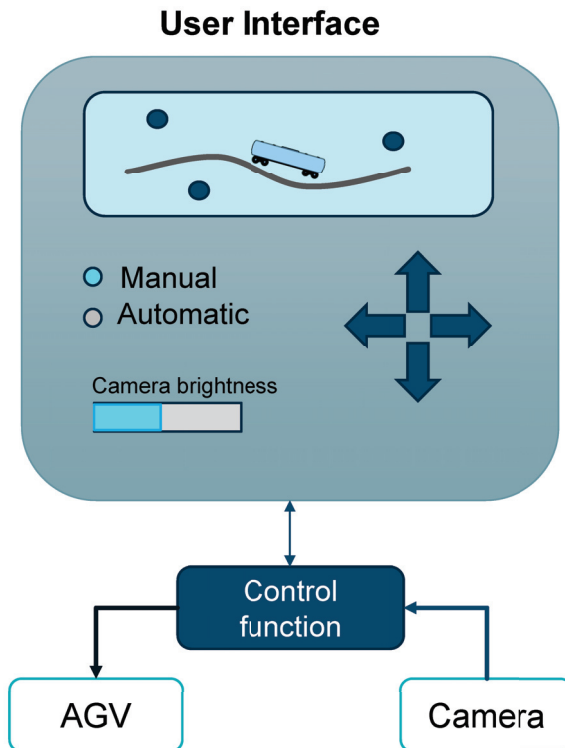 User Interface
Manual
Automatic
Camera brightness
Control
function
AGV
Camera